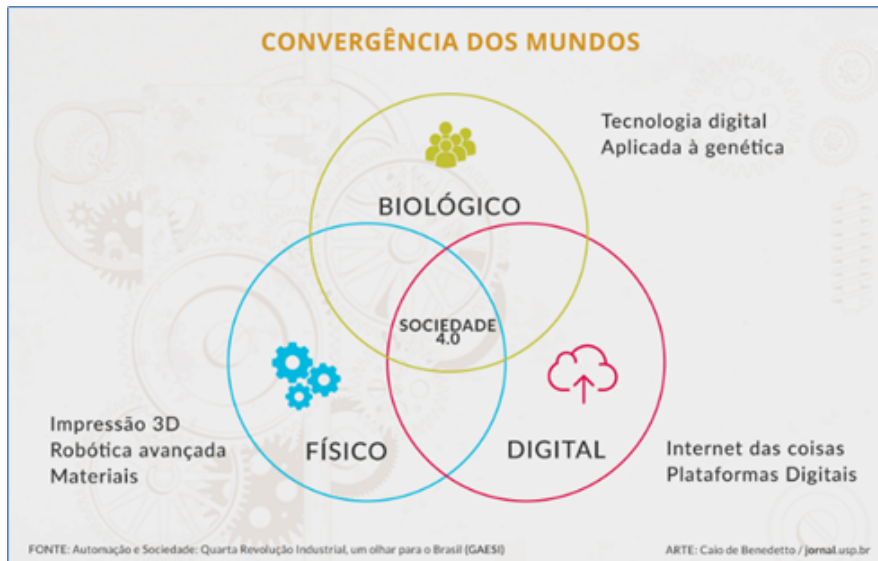 CONVERGÊNCIA DOS MUNDOS
Tecnologia digital
Aplicada à genética
BIOLÓGICO
SOCIEDADE
4.0
Impressão 3D
Robótica avançada
Materiais
FÍSICO
DIGITAL
Internet das coisas
Plataformas Digitais
FONTE: Automação e Sociedade: Quarta Revolução Industrial, um olhar para o Brasil (GAESI)
ARTE: Caio de Benedetto / jornal.usp.br